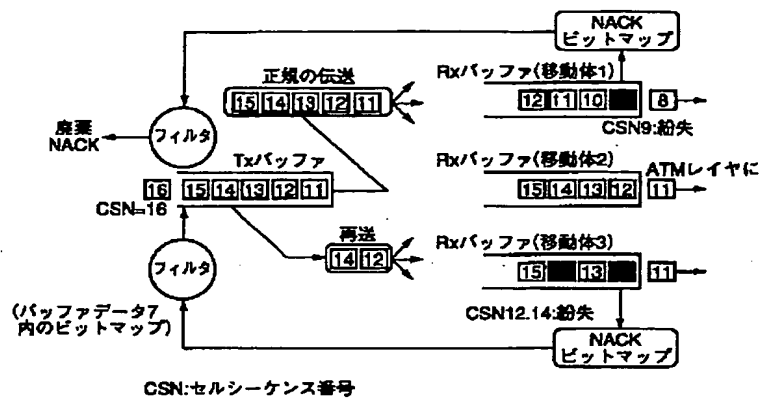 NACK
ビットマップ
正規の伝送
15 14 13 12 11
Rxバッファ(移動体1)
12 11 10
8
CSN9:紛失
廃棄
NACK
フィルタ
Txバッファ
16
15 14 13 12 11
CSN=16
Rxバッファ(移動体2)
ATMレイヤに
15 14 13 12
11
再送
14 12
Rxバッファ(移動体3)
15 13
11
フィルタ
(バッファデータ7
内のビットマップ)
CSN12.14:紛失
NACK
ビットマップ
CSN:セルシーケンス番号